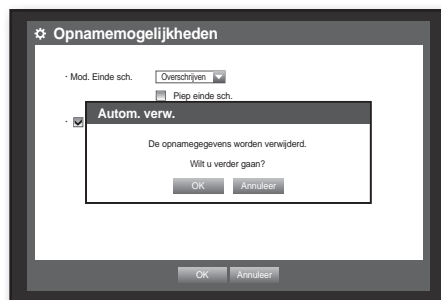 Opnamemogelijkheden
· Mod. Einde sch. Overschrijven
Piep einde sch.
Autom. verw.
De opnamegegevens worden verwijderd.
Wilt u verder gaan?
OK Annuleer
OK Annuleer